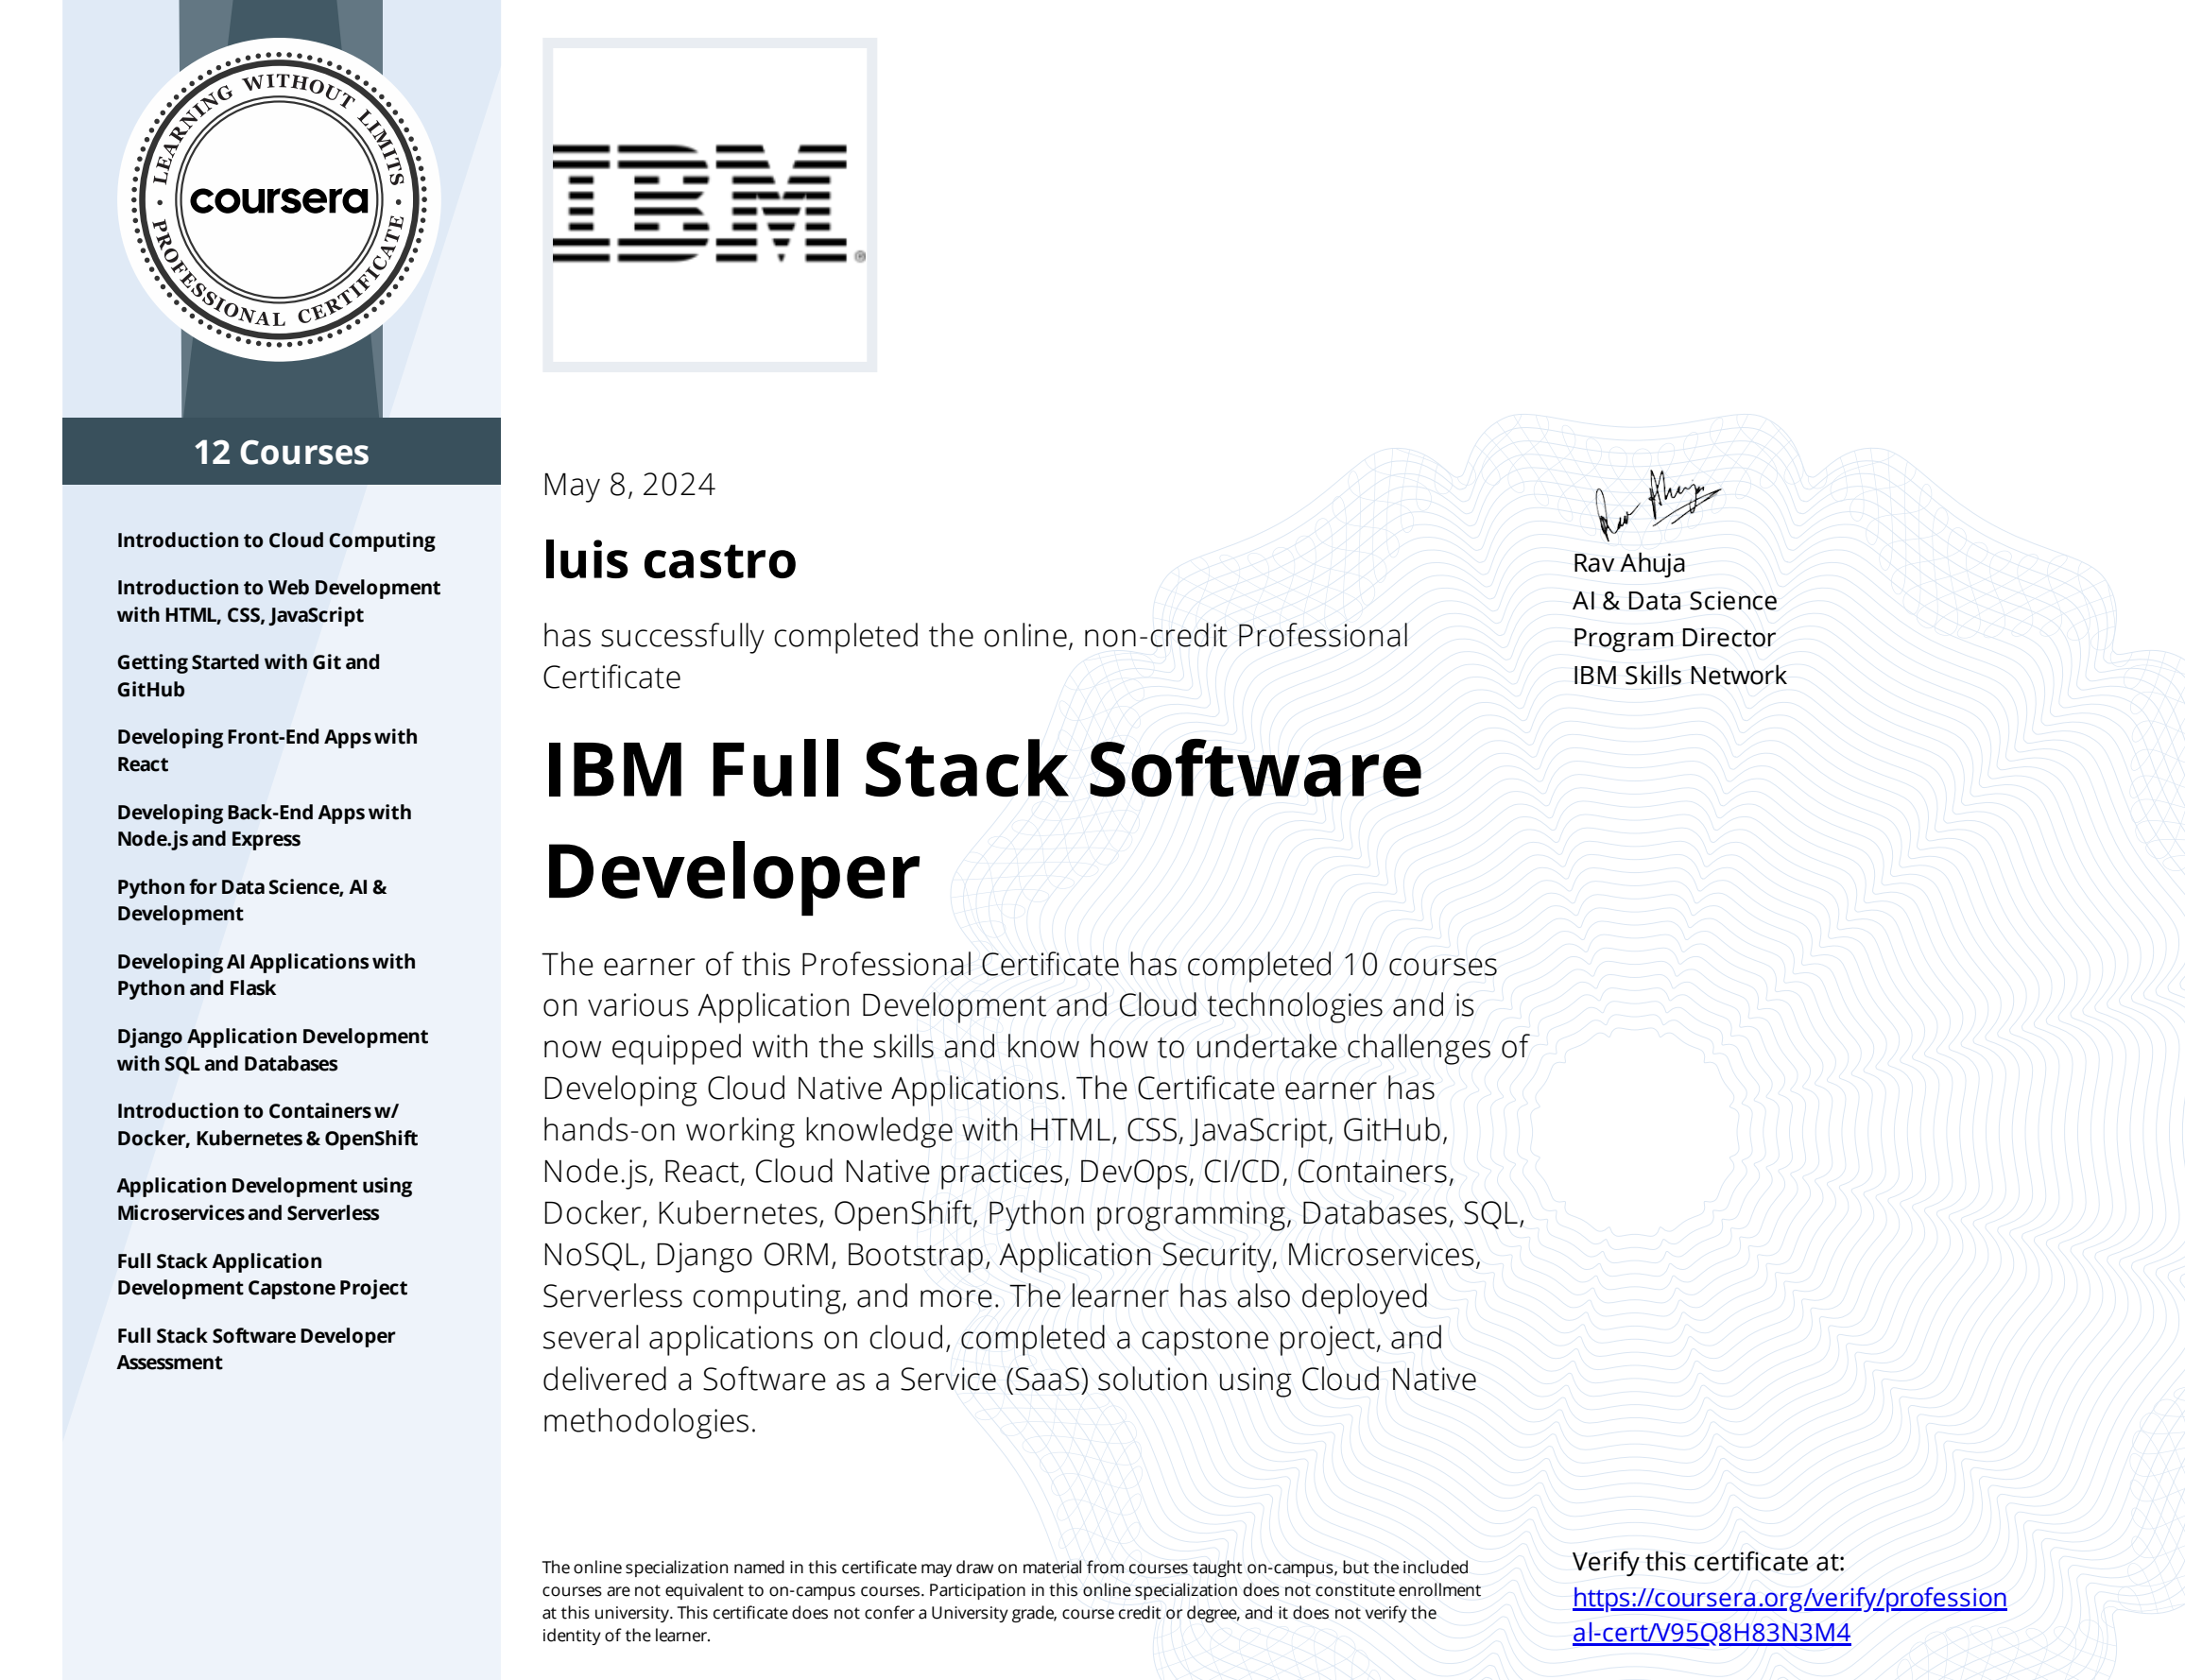 LEARNING WITHOUT LIMITS
coursera
PROFESSIONAL CERTIFICATE
12 Courses
Introduction to Cloud Computing
Introduction to Web Development
with HTML, CSS, JavaScript
Getting Started with Git and
GitHub
Developing Front-End Apps with
React
Developing Back-End Apps with
Node.js and Express
Python for Data Science, AI &
Development
Developing AI Applications with
Python and Flask
Django Application Development
with SQL and Databases
Introduction to Containers w/
Docker, Kubernetes & OpenShift
Application Development using
Microservices and Serverless
Full Stack Application
Development Capstone Project
Full Stack Software Developer
Assessment
IBM®
May 8, 2024
luis castro
has successfully completed the online, non-credit Professional
Certificate
IBM Full Stack Software
Developer
The earner of this Professional Certificate has completed 10 courses
on various Application Development and Cloud technologies and is
now equipped with the skills and know how to undertake challenges of
Developing Cloud Native Applications. The Certificate earner has
hands-on working knowledge with HTML, CSS, JavaScript, GitHub,
Node.js, React, Cloud Native practices, DevOps, CI/CD, Containers,
Docker, Kubernetes, OpenShift, Python programming, Databases, SQL,
NoSQL, Django ORM, Bootstrap, Application Security, Microservices,
Serverless computing, and more. The learner has also deployed
several applications on cloud, completed a capstone project, and
delivered a Software as a Service (SaaS) solution using Cloud Native
methodologies.
Rav Ahuja
Rav Ahuja
AI & Data Science
Program Director
IBM Skills Network
The online specialization named in this certificate may draw on material from courses taught on-campus, but the included
courses are not equivalent to on-campus courses. Participation in this online specialization does not constitute enrollment
at this university. This certificate does not confer a University grade, course credit or degree, and it does not verify the
identity of the learner.
Verify this certificate at:
https://coursera.org/verify/profession
al-cert/V95Q8H83N3M4